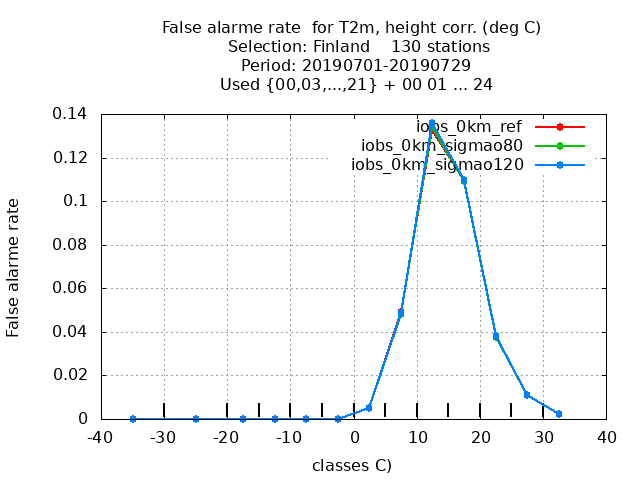 False alarme rate for T2m, height corr. (deg C)
Selection: Finland 130 stations
Period: 20190701-20190729
Used {00,03,...,21} + 00 01 ... 24
0.14
0.12
0.1
0.08
0.06
0.04
0.02
0
False alarme rate
iobs_0km_ref
iobs_0km_sigmao80
iobs_0km_sigmao120
-40 -30 -20 -10 0 10 20 30 40
classes C)